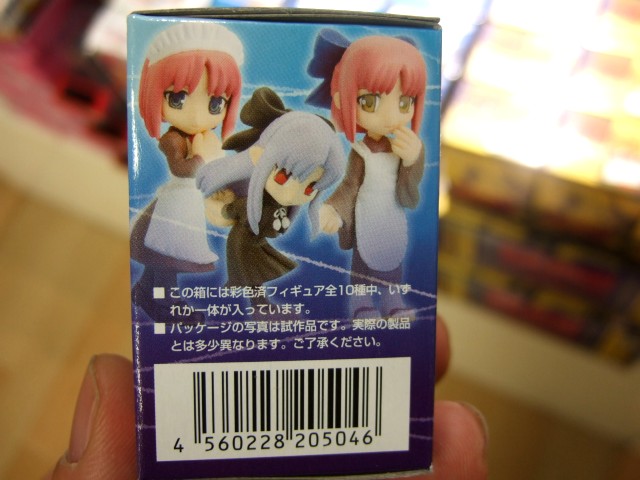 ■ この箱には彩色済フィギュア全10種中、いず
れか一体が入っています。
■ パッケージの写真は試作品です。実際の製品
とは多少異なります。ご了承ください。
4 560228 205046